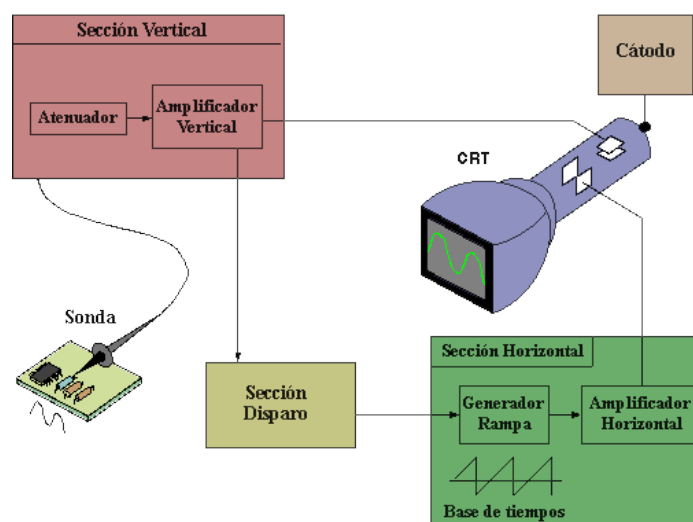 Sección Vertical
Cátodo
Atenuador
Amplificador
Vertical
CRT
Sonda
Sección Horizontal
Sección
Disparo
Generador
Rampa
Amplificador
Horizontal
Base de tiempos